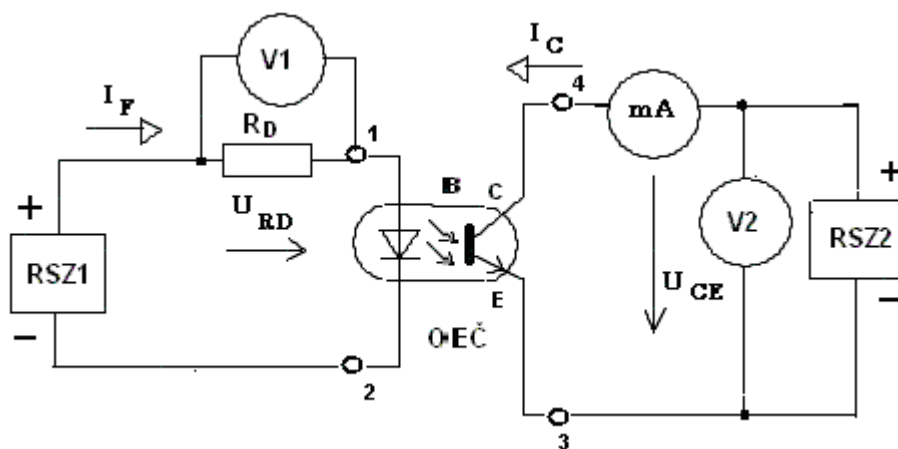 V1
I F
R D
1
U RD
+
RSZ1
−
2
B
C
E
OEČ
I C
4
mA
V2
U CE
+
RSZ2
−
3